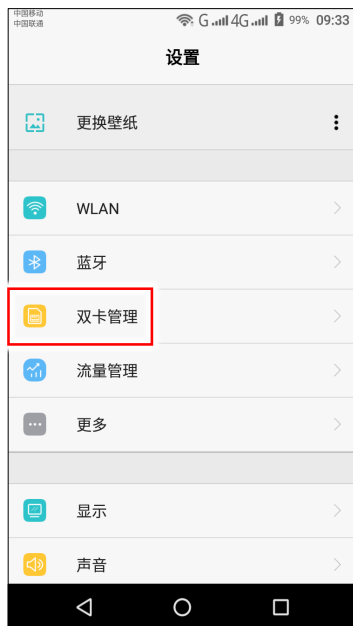 中国移动
中国联通
G 4G 99% 09:33
设置
更换壁纸
WLAN
蓝牙
双卡管理
流量管理
更多
显示
声音